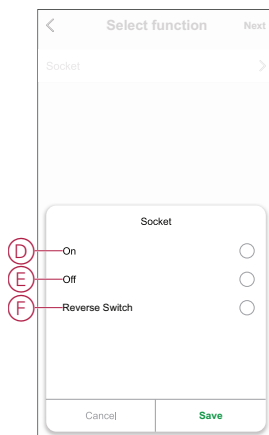 Select function Next
Socket
Socket
D On
E Off
F Reverse Switch
Cancel Save